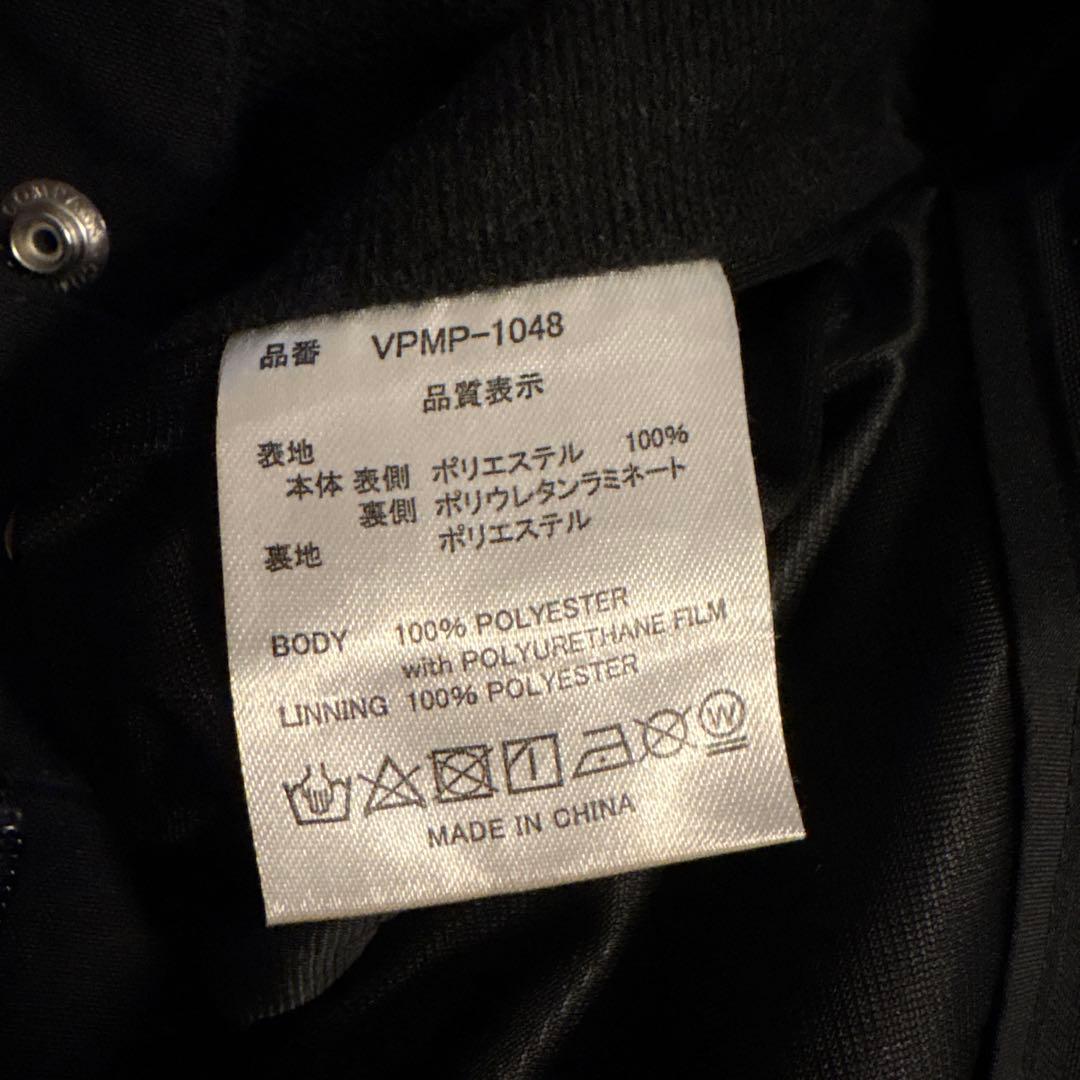 COMP
品番 VPMP-1048
品質表示
表地
本体 表側 ポリエステル 100%
裏側 ポリウレタンラミネート
裏地 ポリエステル
BODY 100% POLYESTER
with POLYURETHANE FILM
LINNING 100% POLYESTER
W
MADE IN CHINA